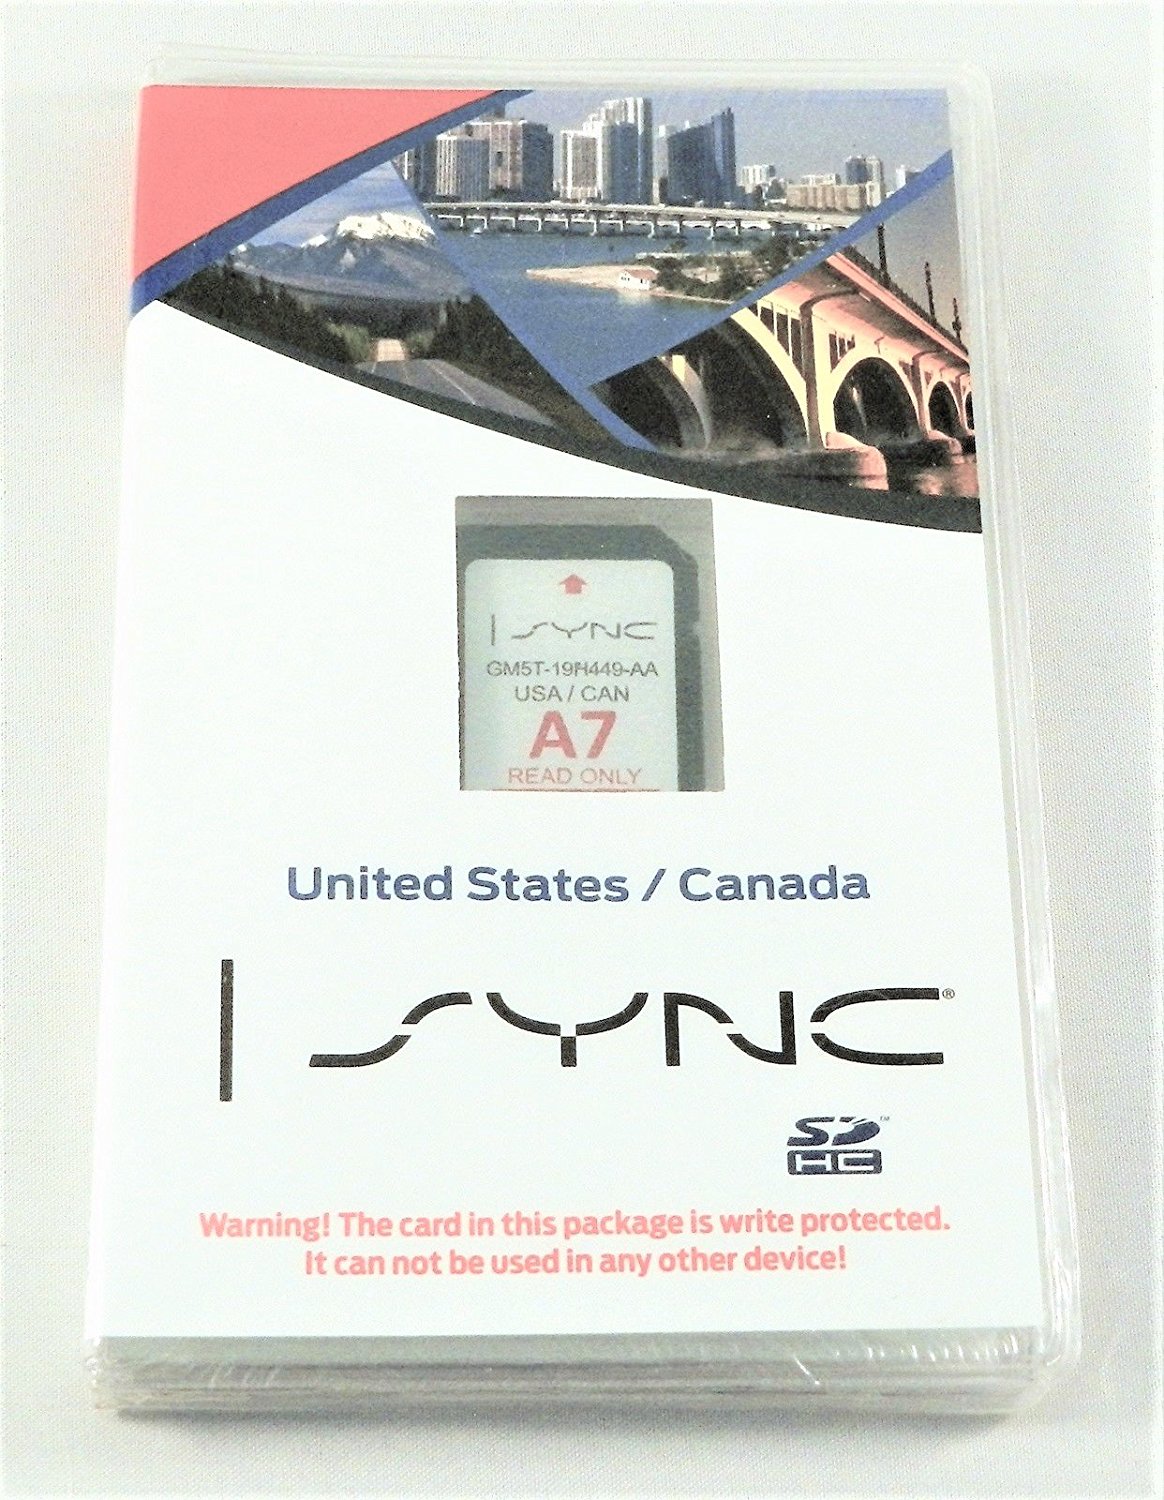 SYNC
GM5T-19H449-AA
USA / CAN
A7
READ ONLY
United States / Canada
SYNC®
SD™
HC
Warning! The card in this package is write protected.
It can not be used in any other device!